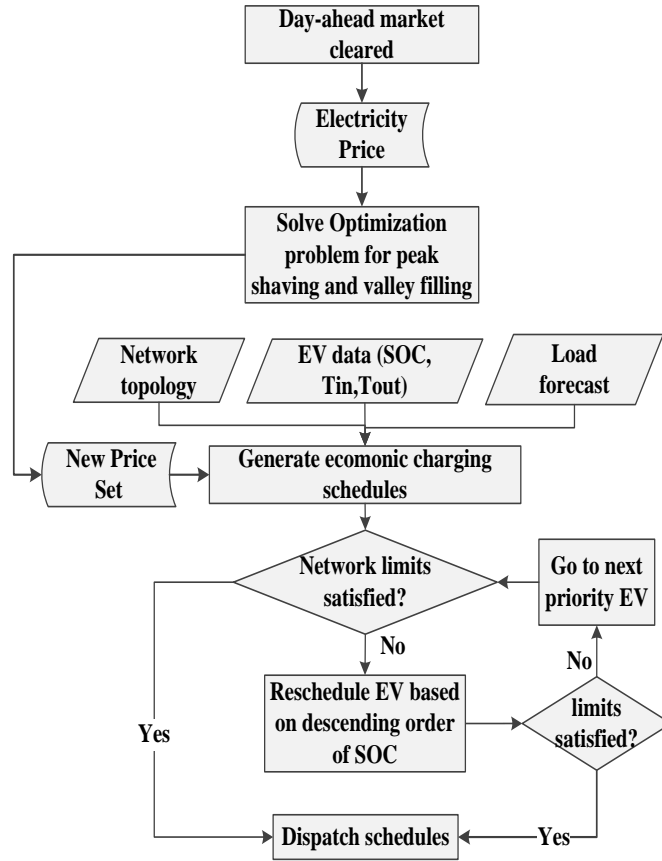 Day-ahead market
cleared
Electricity
Price
Solve Optimization
problem for peak
shaving and valley filling
Network
topology
EV data (SOC,
Tin,Tout)
Load
forecast
New Price
Set
Generate ecomonic charging
schedules
Network limits
satisfied?
Go to next
priority EV
No
No
Reschedule EV based
on descending order
of SOC
limits
satisfied?
Yes
Dispatch schedules
Yes